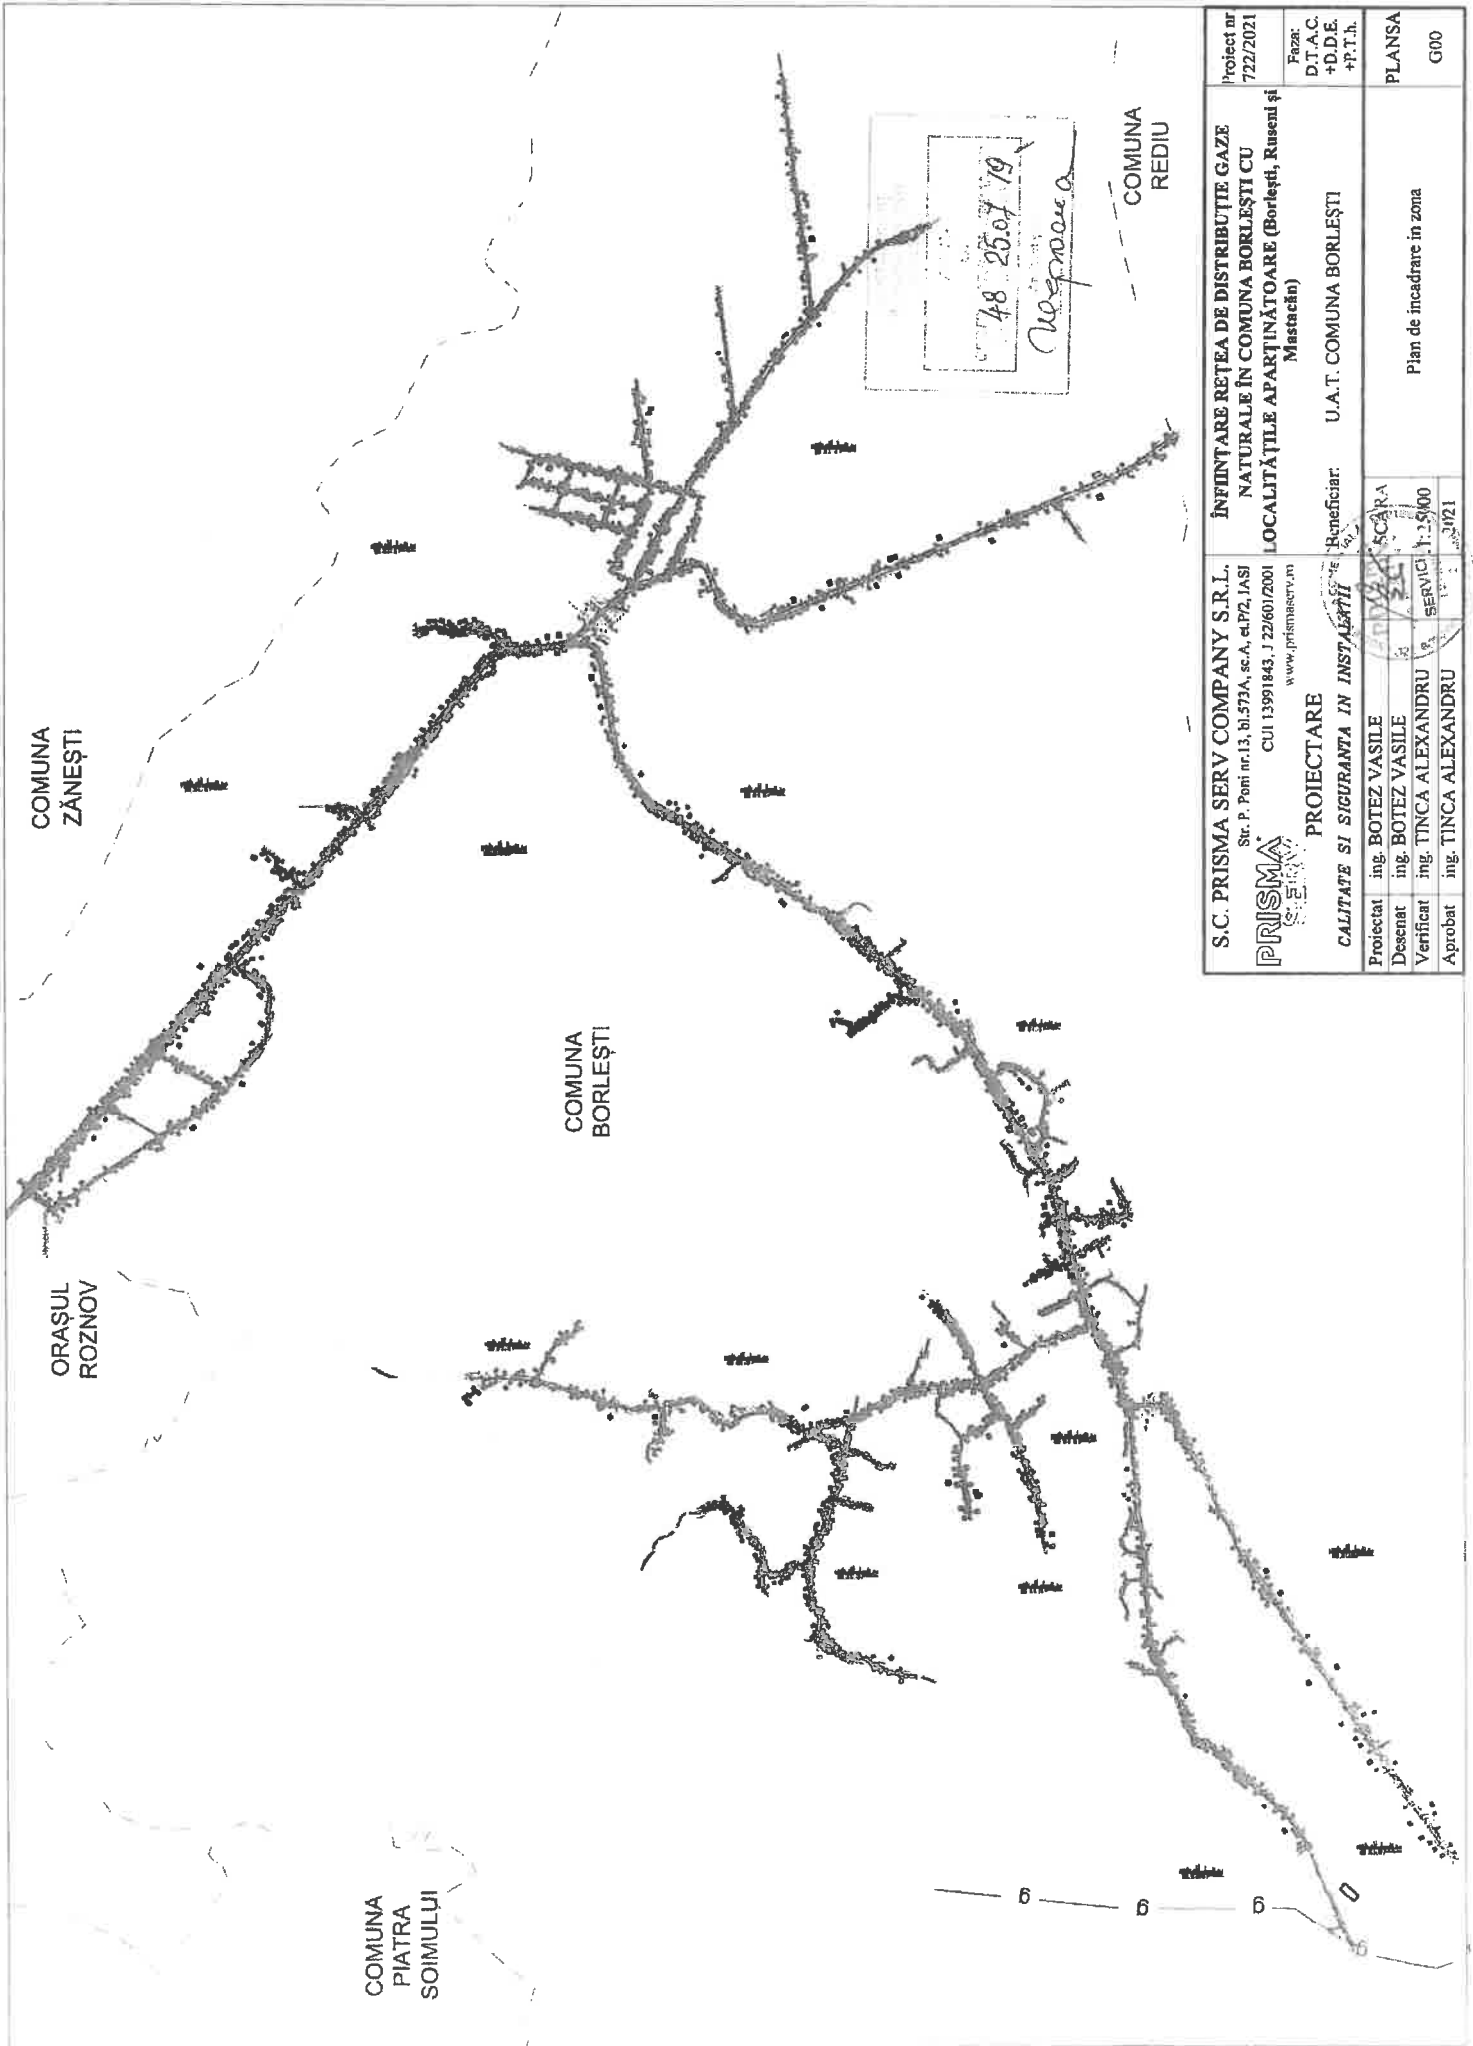 COMUNA
ZĂNEȘTI
ORAȘUL
ROZNOV
COMUNA
PIATRA
SOIMULUI
COMUNA
BORLEȘTI
COMUNA
REDIU
g
g
g
g
48 25.07 19
S.C. PRISMA SERV COMPANY S.R.L.
Str. P. Poni nr.13, bl.573A, sc.A, et.P/2, IASI
CUI 13991843, J 22/601/2001
PRISMA
SERV
PROIECTARE
CALITATE SI SIGURANTA IN INSTALATII
ÎNFIINȚARE REȚEA DE DISTRIBUȚIE GAZE
NATURALE ÎN COMUNA BORLEȘTI CU
LOCALITĂȚILE APARȚINĂTOARE (Borlești, Ruseni și
Mastacăn)
Beneficiar: U.A.T. COMUNA BORLEȘTI
Proiect nr
722/2021
Faza:
D.T.A.C.
+D.D.E.
+P.T.h.
Proiectat ing. BOTEZ VASILE
Desenat ing. BOTEZ VASILE
Verificat ing. TINCA ALEXANDRU
Aprobat ing. TINCA ALEXANDRU
SCARA
SERVICII
2021
Plan de incadrare in zona
PLANSA
G00